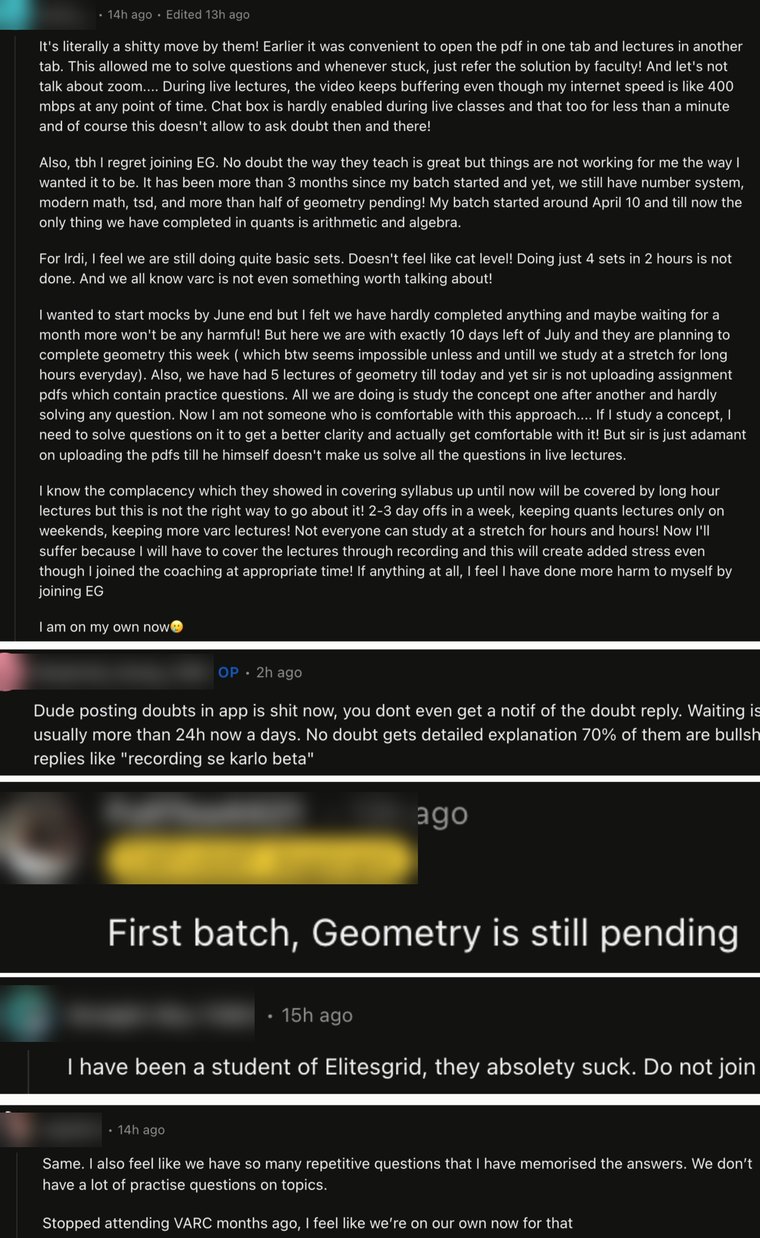 • 14h ago • Edited 13h ago
It's literally a shitty move by them! Earlier it was convenient to open the pdf in one tab and lectures in another
tab. This allowed me to solve questions and whenever stuck, just refer the solution by faculty! And let's not
talk about zoom.... During live lectures, the video keeps buffering even though my internet speed is like 400
mbps at any point of time. Chat box is hardly enabled during live classes and that too for less than a minute
and of course this doesn't allow to ask doubt then and there!
Also, tbh I regret joining EG. No doubt the way they teach is great but things are not working for me the way I
wanted it to be. It has been more than 3 months since my batch started and yet, we still have number system,
modern math, tsd, and more than half of geometry pending! My batch started around April 10 and till now the
only thing we have completed in quants is arithmetic and algebra.
For lrdi, I feel we are still doing quite basic sets. Doesn't feel like cat level! Doing just 4 sets in 2 hours is not
done. And we all know varc is not even something worth talking about!
I wanted to start mocks by June end but I felt we have hardly completed anything and maybe waiting for a
month more won't be any harmful! But here we are with exactly 10 days left of July and they are planning to
complete geometry this week ( which btw seems impossible unless and untill we study at a stretch for long
hours everyday). Also, we have had 5 lectures of geometry till today and yet sir is not uploading assignment
pdfs which contain practice questions. All we are doing is study the concept one after another and hardly
solving any question. Now I am not someone who is comfortable with this approach.... If I study a concept, I
need to solve questions on it to get a better clarity and actually get comfortable with it! But sir is just adamant
on uploading the pdfs till he himself doesn't make us solve all the questions in live lectures.
I know the complacency which they showed in covering syllabus up until now will be covered by long hour
lectures but this is not the right way to go about it! 2-3 day offs in a week, keeping quants lectures only on
weekends, keeping more varc lectures! Not everyone can study at a stretch for hours and hours! Now I'll
suffer because I will have to cover the lectures through recording and this will create added stress even
though I joined the coaching at appropriate time! If anything at all, I feel I have done more harm to myself by
joining EG
I am on my own now🥲
OP • 2h ago
Dude posting doubts in app is shit now, you dont even get a notif of the doubt reply. Waiting is
usually more than 24h now a days. No doubt gets detailed explanation 70% of them are bullsh
replies like "recording se karlo beta"
ago
First batch, Geometry is still pending
• 15h ago
I have been a student of Elitesgrid, they absolety suck. Do not join
• 14h ago
Same. I also feel like we have so many repetitive questions that I have memorised the answers. We don't
have a lot of practise questions on topics.
Stopped attending VARC months ago, I feel like we're on our own now for that